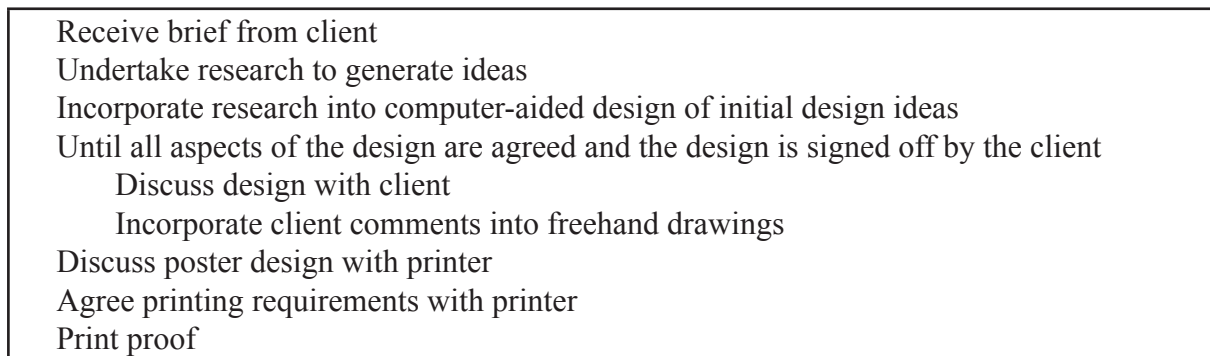 Receive brief from client
Undertake research to generate ideas
Incorporate research into computer-aided design of initial design ideas
Until all aspects of the design are agreed and the design is signed off by the client
Discuss design with client
Incorporate client comments into freehand drawings
Discuss poster design with printer
Agree printing requirements with printer
Print proof